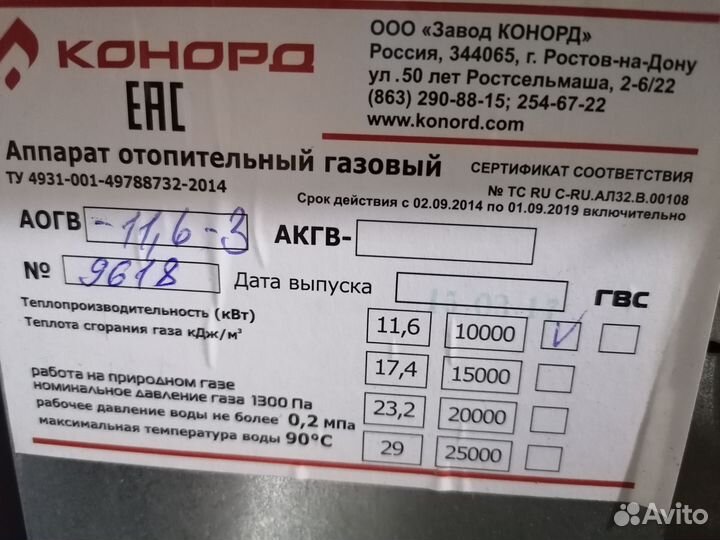 КОНОРД
EAC
ООО «Завод КОНОРД»
Россия, 344065, г. Ростов-на-Дону
ул.50 лет Ростсельмаша, 2-6/22
(863) 290-88-15; 254-67-22
www.konord.com
Аппарат отопительный газовый
ТУ 4931-001-49788732-2014
СЕРТИФИКАТ СООТВЕТСТВИЯ
№ ТС RU С-RU.АЛ32.В.00108
Срок действия с 02.09.2014 по 01.09.2019 включительно
АОГВ -11,6-3 АКГВ-
№ 9618 Дата выпуска ГВС
Теплопроизводительность (кВт)
Теплота сгорания газа кДж/м³
11,6 10000 V
17,4 15000
23,2 20000
29 25000
работа на природном газе
номинальное давление газа 1300 Па
рабочее давление воды не более 0,2 мПа
максимальная температура воды 90°С
Avito